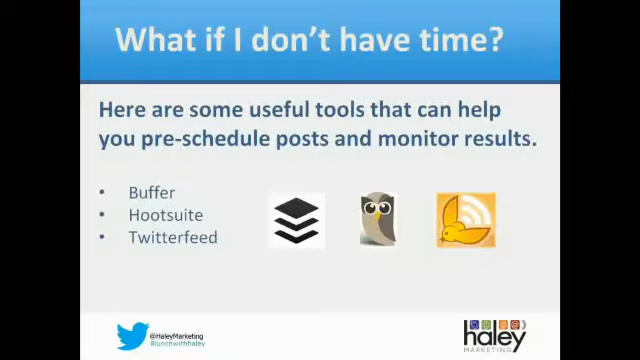 What if I don't have time?
Here are some useful tools that can help
you pre-schedule posts and monitor results.
• Buffer
• Hootsuite
• Twitterfeed
@HaleyMarketing
#lunchwithhaley
haley
MARKETING